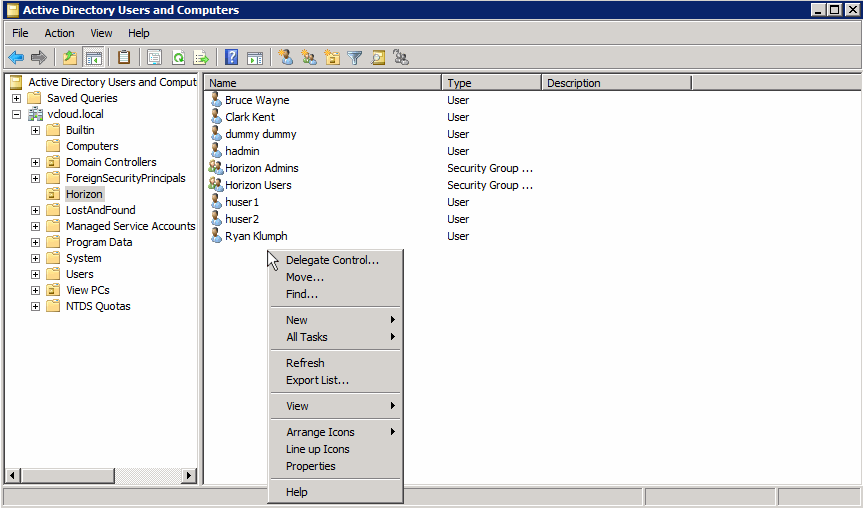 Active Directory Users and Computers
File Action View Help
Active Directory Users and Comput
Saved Queries
vcloud.local
Builtin
Computers
Domain Controllers
ForeignSecurityPrincipals
Horizon
LostAndFound
Managed Service Accounts
Program Data
System
Users
View PCs
NTDS Quotas
Name Type Description
Bruce Wayne User
Clark Kent User
dummy dummy User
hadmin User
Horizon Admins Security Group ...
Horizon Users Security Group ...
huser1 User
huser2 User
Ryan Klumph User
Delegate Control...
Move...
Find...
New
All Tasks
Refresh
Export List...
View
Arrange Icons
Line up Icons
Properties
Help